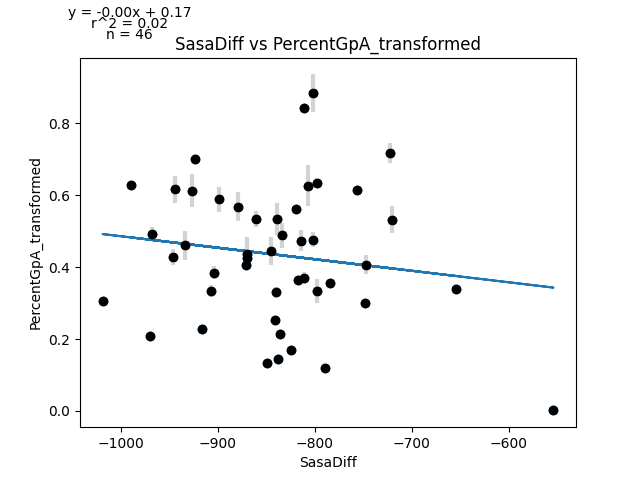 y = -0.00x + 0.17
r^2 = 0.02
n = 46
SasaDiff vs PercentGpA_transformed
PercentGpA_transformed
0.8
0.6
0.4
0.2
0.0
−1000 −900 −800 −700 −600
SasaDiff